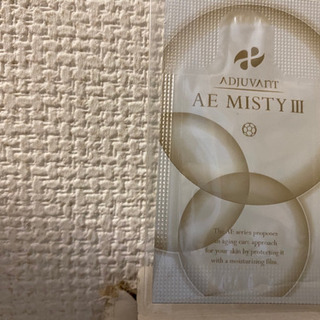 ADJUVANT
AE MISTY III
The AE series proposes
an aging care approach
for your skin by protecting it
with a moisturizing film